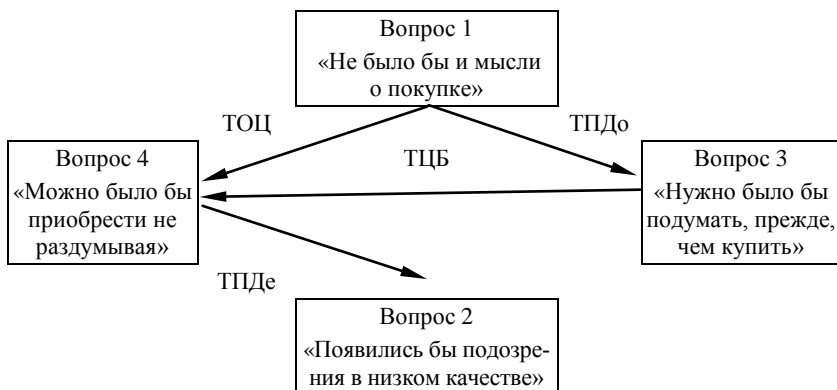 Вопрос 1
«Не было бы и мысли
о покупке»
ТОЦ
ТПДо
Вопрос 4
«Можно было бы
приобрести не
раздумывая»
ТЦБ
Вопрос 3
«Нужно было бы
подумать, прежде,
чем купить»
ТПДе
Вопрос 2
«Появились бы подозре-
ния в низком качестве»